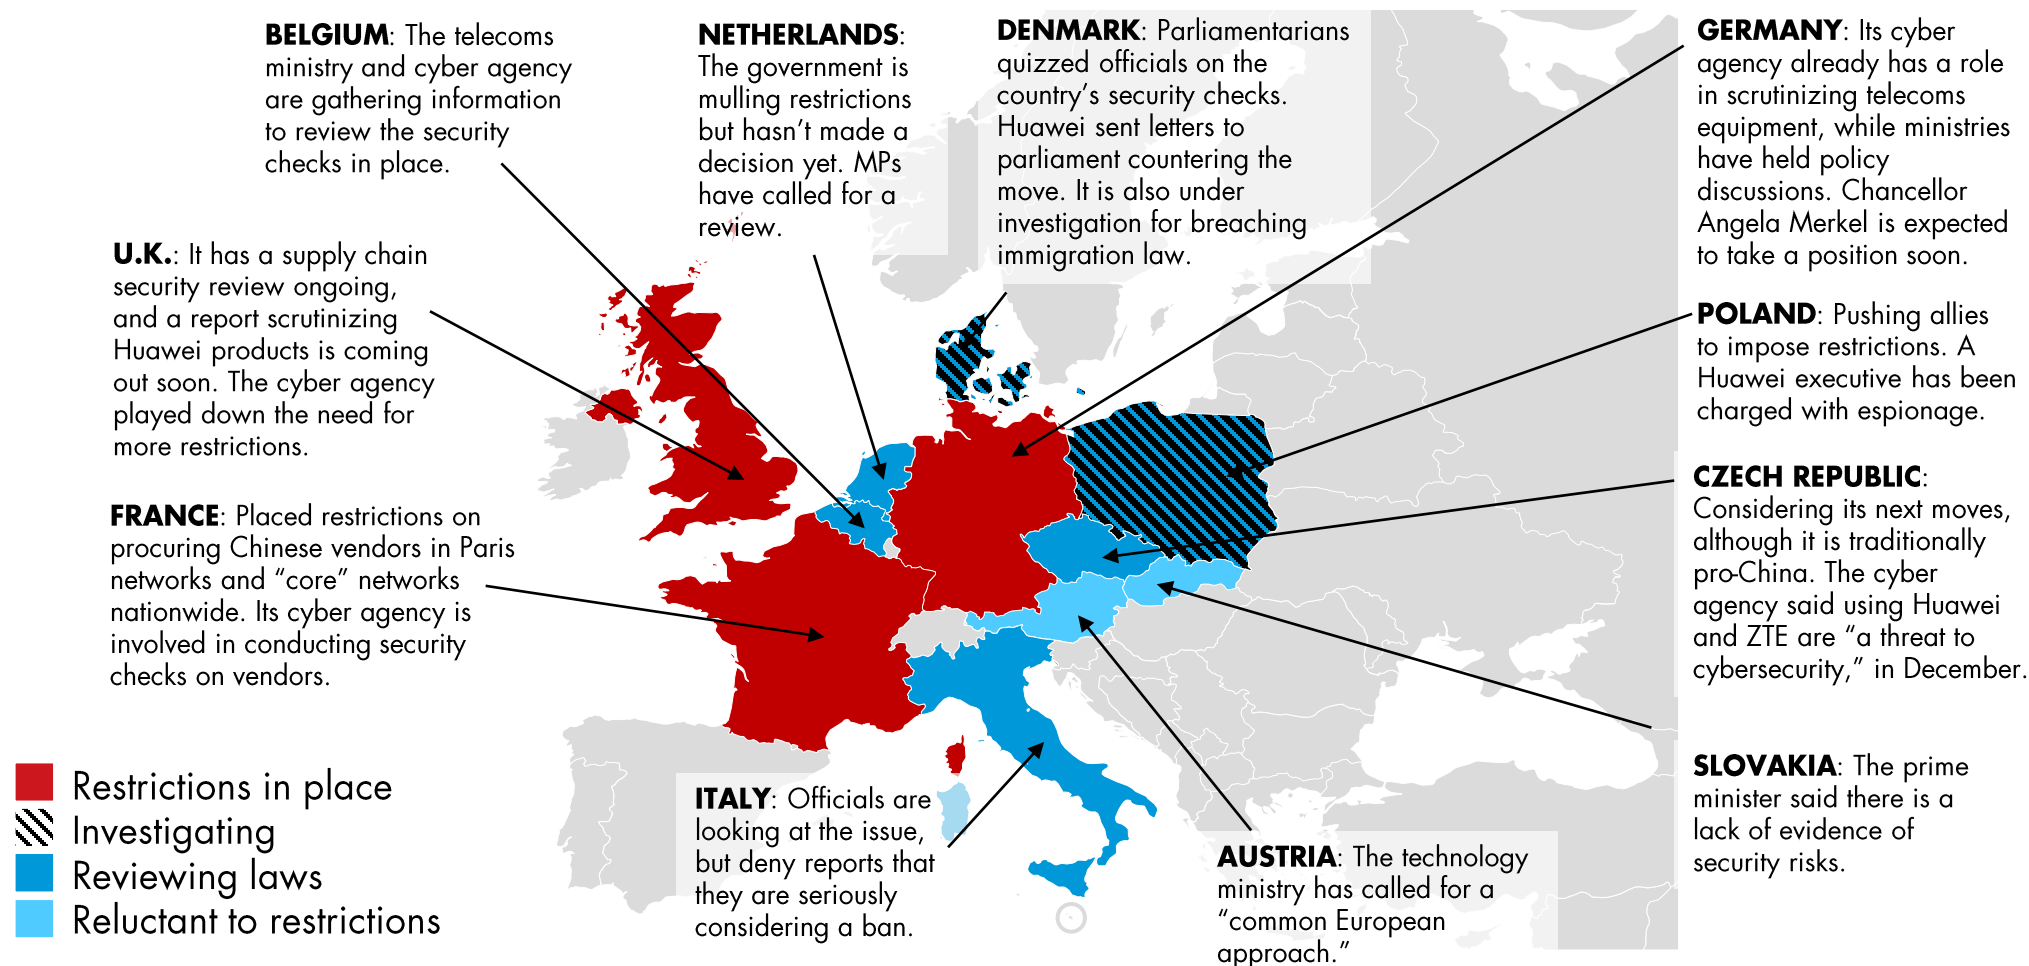 BELGIUM: The telecoms
ministry and cyber agency
are gathering information
to review the security
checks in place.
NETHERLANDS:
The government is
mulling restrictions
but hasn’t made a
decision yet. MPs
have called for a
review.
DENMARK: Parliamentarians
quizzed officials on the
country’s security checks.
Huawei sent letters to
parliament countering the
move. It is also under
investigation for breaching
immigration law.
GERMANY: Its cyber
agency already has a role
in scrutinizing telecoms
equipment, while ministries
have held policy
discussions. Chancellor
Angela Merkel is expected
to take a position soon.
U.K.: It has a supply chain
security review ongoing,
and a report scrutinizing
Huawei products is coming
out soon. The cyber agency
played down the need for
more restrictions.
POLAND: Pushing allies
to impose restrictions. A
Huawei executive has been
charged with espionage.
CZECH REPUBLIC:
Considering its next moves,
although it is traditionally
pro-China. The cyber
agency said using Huawei
and ZTE are “a threat to
cybersecurity,” in December.
FRANCE: Placed restrictions on
procuring Chinese vendors in Paris
networks and “core” networks
nationwide. Its cyber agency is
involved in conducting security
checks on vendors.
SLOVAKIA: The prime
minister said there is a
lack of evidence of
security risks.
ITALY: Officials are
looking at the issue,
but deny reports that
they are seriously
considering a ban.
AUSTRIA: The technology
ministry has called for a
“common European
approach.”
Restrictions in place
Investigating
Reviewing laws
Reluctant to restrictions